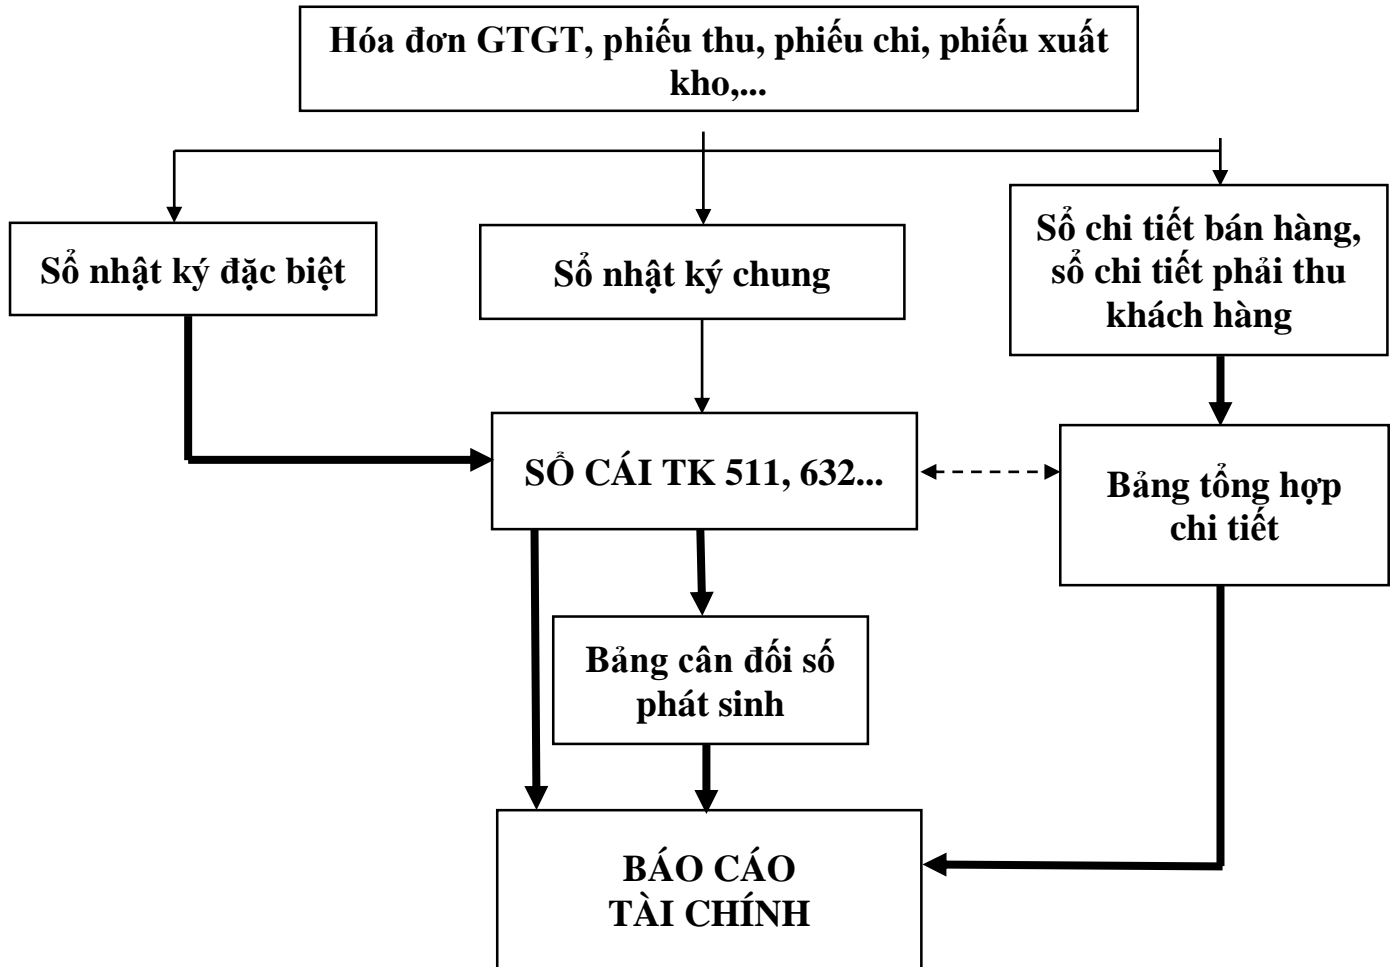 Hóa đơn GTGT, phiếu thu, phiếu chi, phiếu xuất
kho,...
Sổ nhật ký đặc biệt
Sổ nhật ký chung
Sổ chi tiết bán hàng,
sổ chi tiết phải thu
khách hàng
SỔ CÁI TK 511, 632...
Bảng tổng hợp
chi tiết
Bảng cân đối số
phát sinh
BÁO CÁO
TÀI CHÍNH